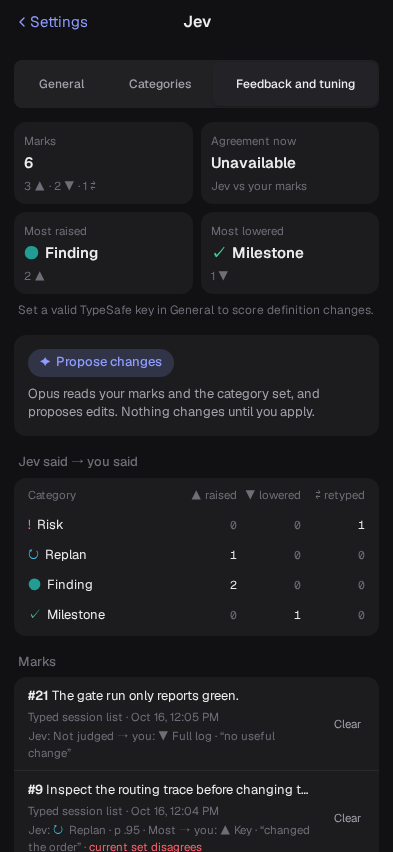 Settings
Jev
General Categories Feedback and tuning
Marks
6
3 ▲ · 2 ▼ · 1 ⇄
Agreement now
Unavailable
Jev vs your marks
Most raised
Finding
2 ▲
Most lowered
✓ Milestone
1 ▼
Set a valid TypeSafe key in General to score definition changes.
✦ Propose changes
Opus reads your marks and the category set, and
proposes edits. Nothing changes until you apply.
Jev said → you said
Category ▲ raised ▼ lowered ⇄ retyped
! Risk 0 0 1
↻ Replan 1 0 0
● Finding 2 0 0
✓ Milestone 0 1 0
Marks
#21 The gate run only reports green.
Typed session list · Oct 16, 12:05 PM
Jev: Not judged → you: ▼ Full log · “no useful
change”
Clear
#9 Inspect the routing trace before changing t…
Typed session list · Oct 16, 12:04 PM
Jev: ↻ Replan · p .95 · Most → you: ▲ Key · “changed
the order” · current set disagrees
Clear